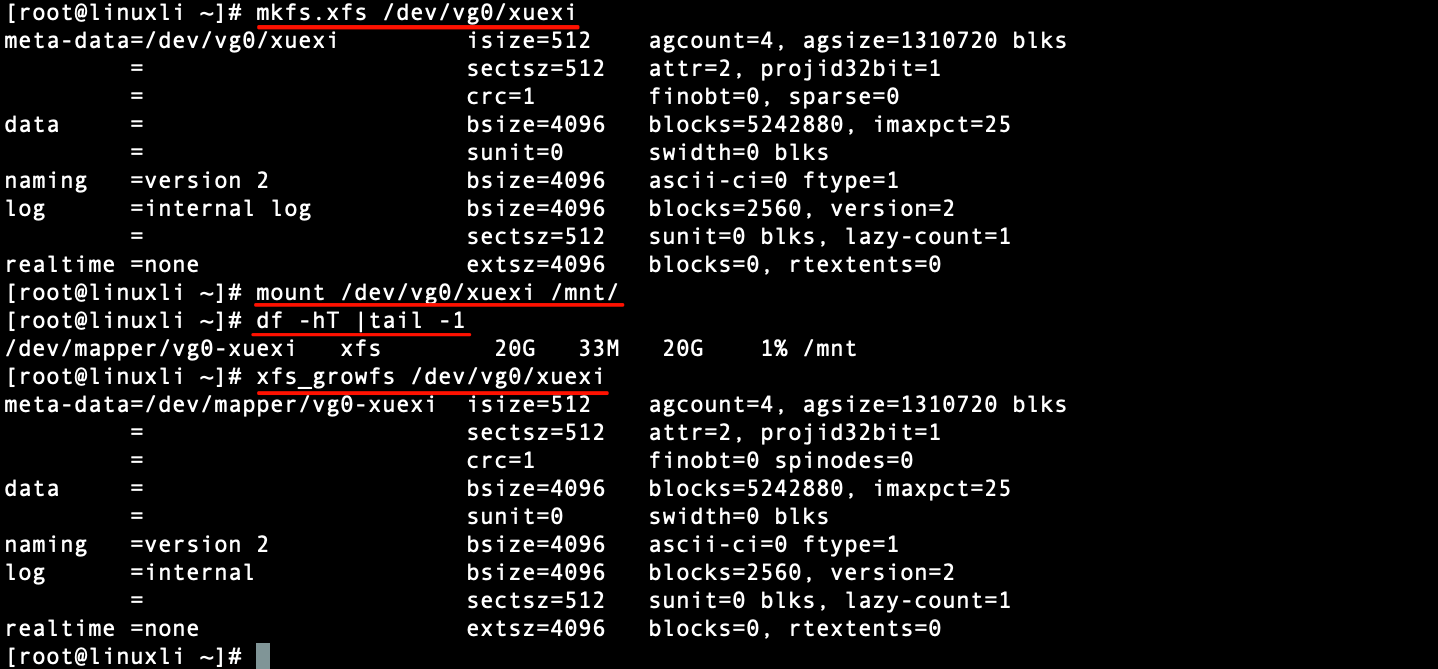 [root@linuxli ~]# mkfs.xfs /dev/vg0/xuexi
meta-data=/dev/vg0/xuexi         isize=512    agcount=4, agsize=1310720 blks
         =                       sectsz=512   attr=2, projid32bit=1
         =                       crc=1        finobt=0, sparse=0
data     =                       bsize=4096   blocks=5242880, imaxpct=25
         =                       sunit=0      swidth=0 blks
naming   =version 2              bsize=4096   ascii-ci=0 ftype=1
log      =internal log           bsize=4096   blocks=2560, version=2
         =                       sectsz=512   sunit=0 blks, lazy-count=1
realtime =none                   extsz=4096   blocks=0, rtextents=0
[root@linuxli ~]# mount /dev/vg0/xuexi /mnt/
[root@linuxli ~]# df -hT |tail -1
/dev/mapper/vg0-xuexi   xfs        20G   33M   20G    1% /mnt
[root@linuxli ~]# xfs_growfs /dev/vg0/xuexi
meta-data=/dev/mapper/vg0-xuexi  isize=512    agcount=4, agsize=1310720 blks
         =                       sectsz=512   attr=2, projid32bit=1
         =                       crc=1        finobt=0 spinodes=0
data     =                       bsize=4096   blocks=5242880, imaxpct=25
         =                       sunit=0      swidth=0 blks
naming   =version 2              bsize=4096   ascii-ci=0 ftype=1
log      =internal               bsize=4096   blocks=2560, version=2
         =                       sectsz=512   sunit=0 blks, lazy-count=1
realtime =none                   extsz=4096   blocks=0, rtextents=0
[root@linuxli ~]#